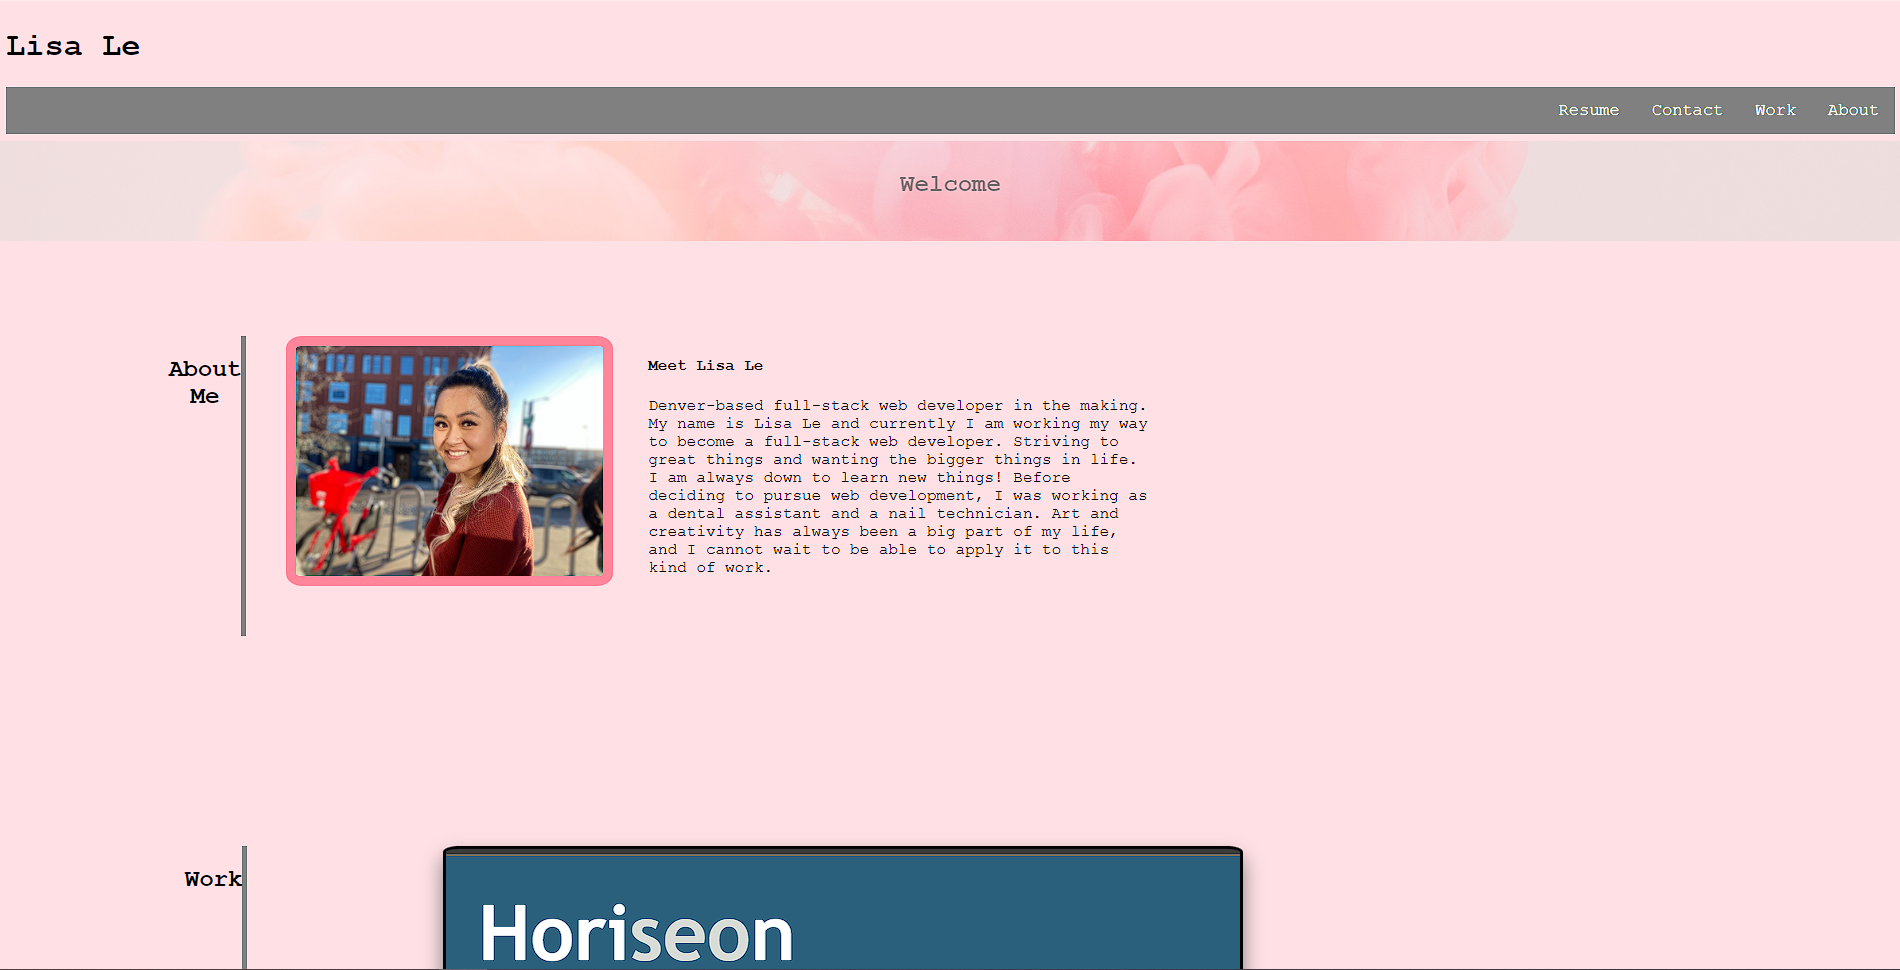 Lisa Le
Resume Contact Work About
Welcome
About
Me
Meet Lisa Le
Denver-based full-stack web developer in the making.
My name is Lisa Le and currently I am working my way
to become a full-stack web developer. Striving to
great things and wanting the bigger things in life.
I am always down to learn new things! Before
deciding to pursue web development, I was working as
a dental assistant and a nail technician. Art and
creativity has always been a big part of my life,
and I cannot wait to be able to apply it to this
kind of work.
Work
Horiseon